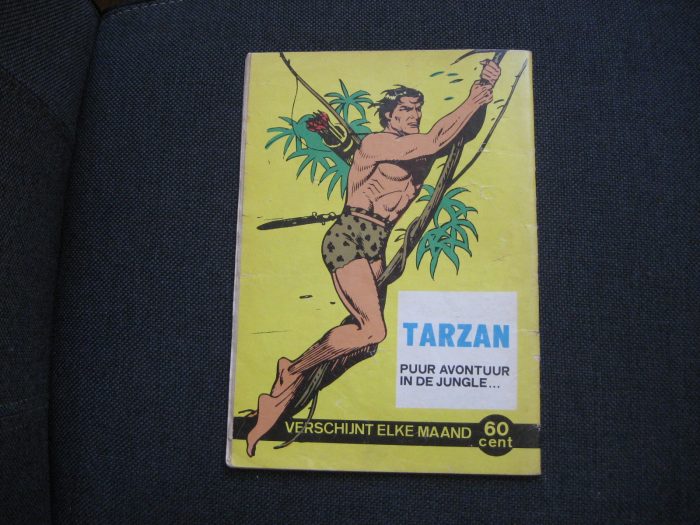 TARZAN
PUUR AVONTUUR
IN DE JUNGLE...
VERSCHIJNT ELKE MAAND 60
cent